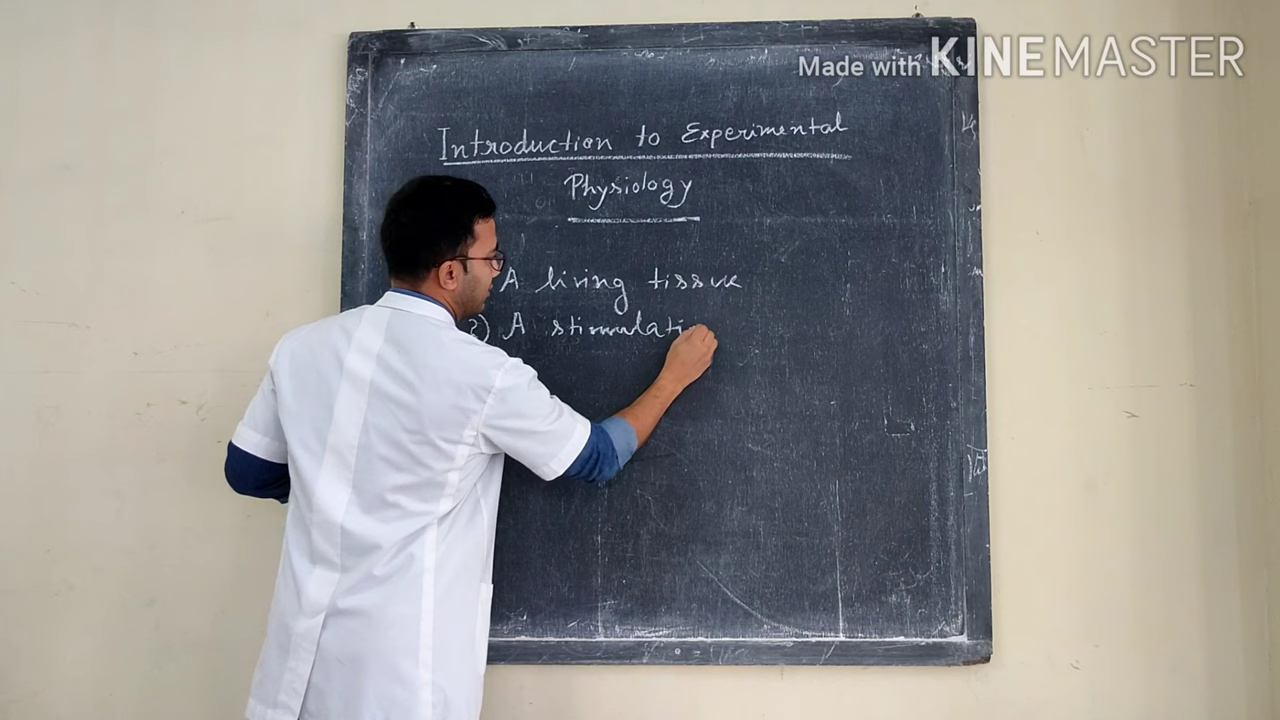 Made with KINEMASTER
Introduction to Experimental
Physiology
A living tissue
2) A stimulati